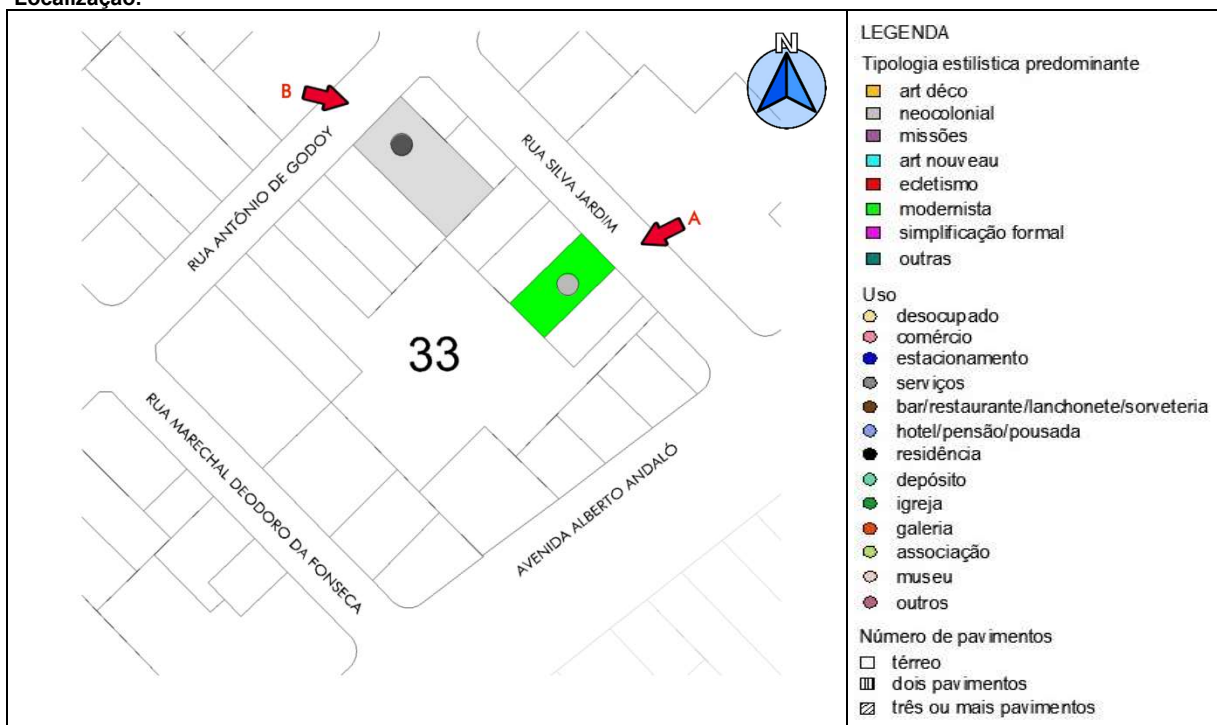 Localização:
N
B
RUA ANTÔNIO DE GODOY
RUA SILVA JARDIM
A
33
RUA MARECHAL DEODORO DA FONSECA
AVENIDA ALBERTO ANDALÓ
LEGENDA
Tipologia estilística predominante
art déco
neocolonial
missões
art nouveau
ecletismo
modernista
simplificação formal
outras
Uso
desocupado
comércio
estacionamento
serviços
bar/restaurante/lanchonete/sorveteria
hotel/pensão/pousada
residência
depósito
igreja
galeria
associação
museu
outros
Número de pavimentos
térreo
dois pavimentos
três ou mais pavimentos